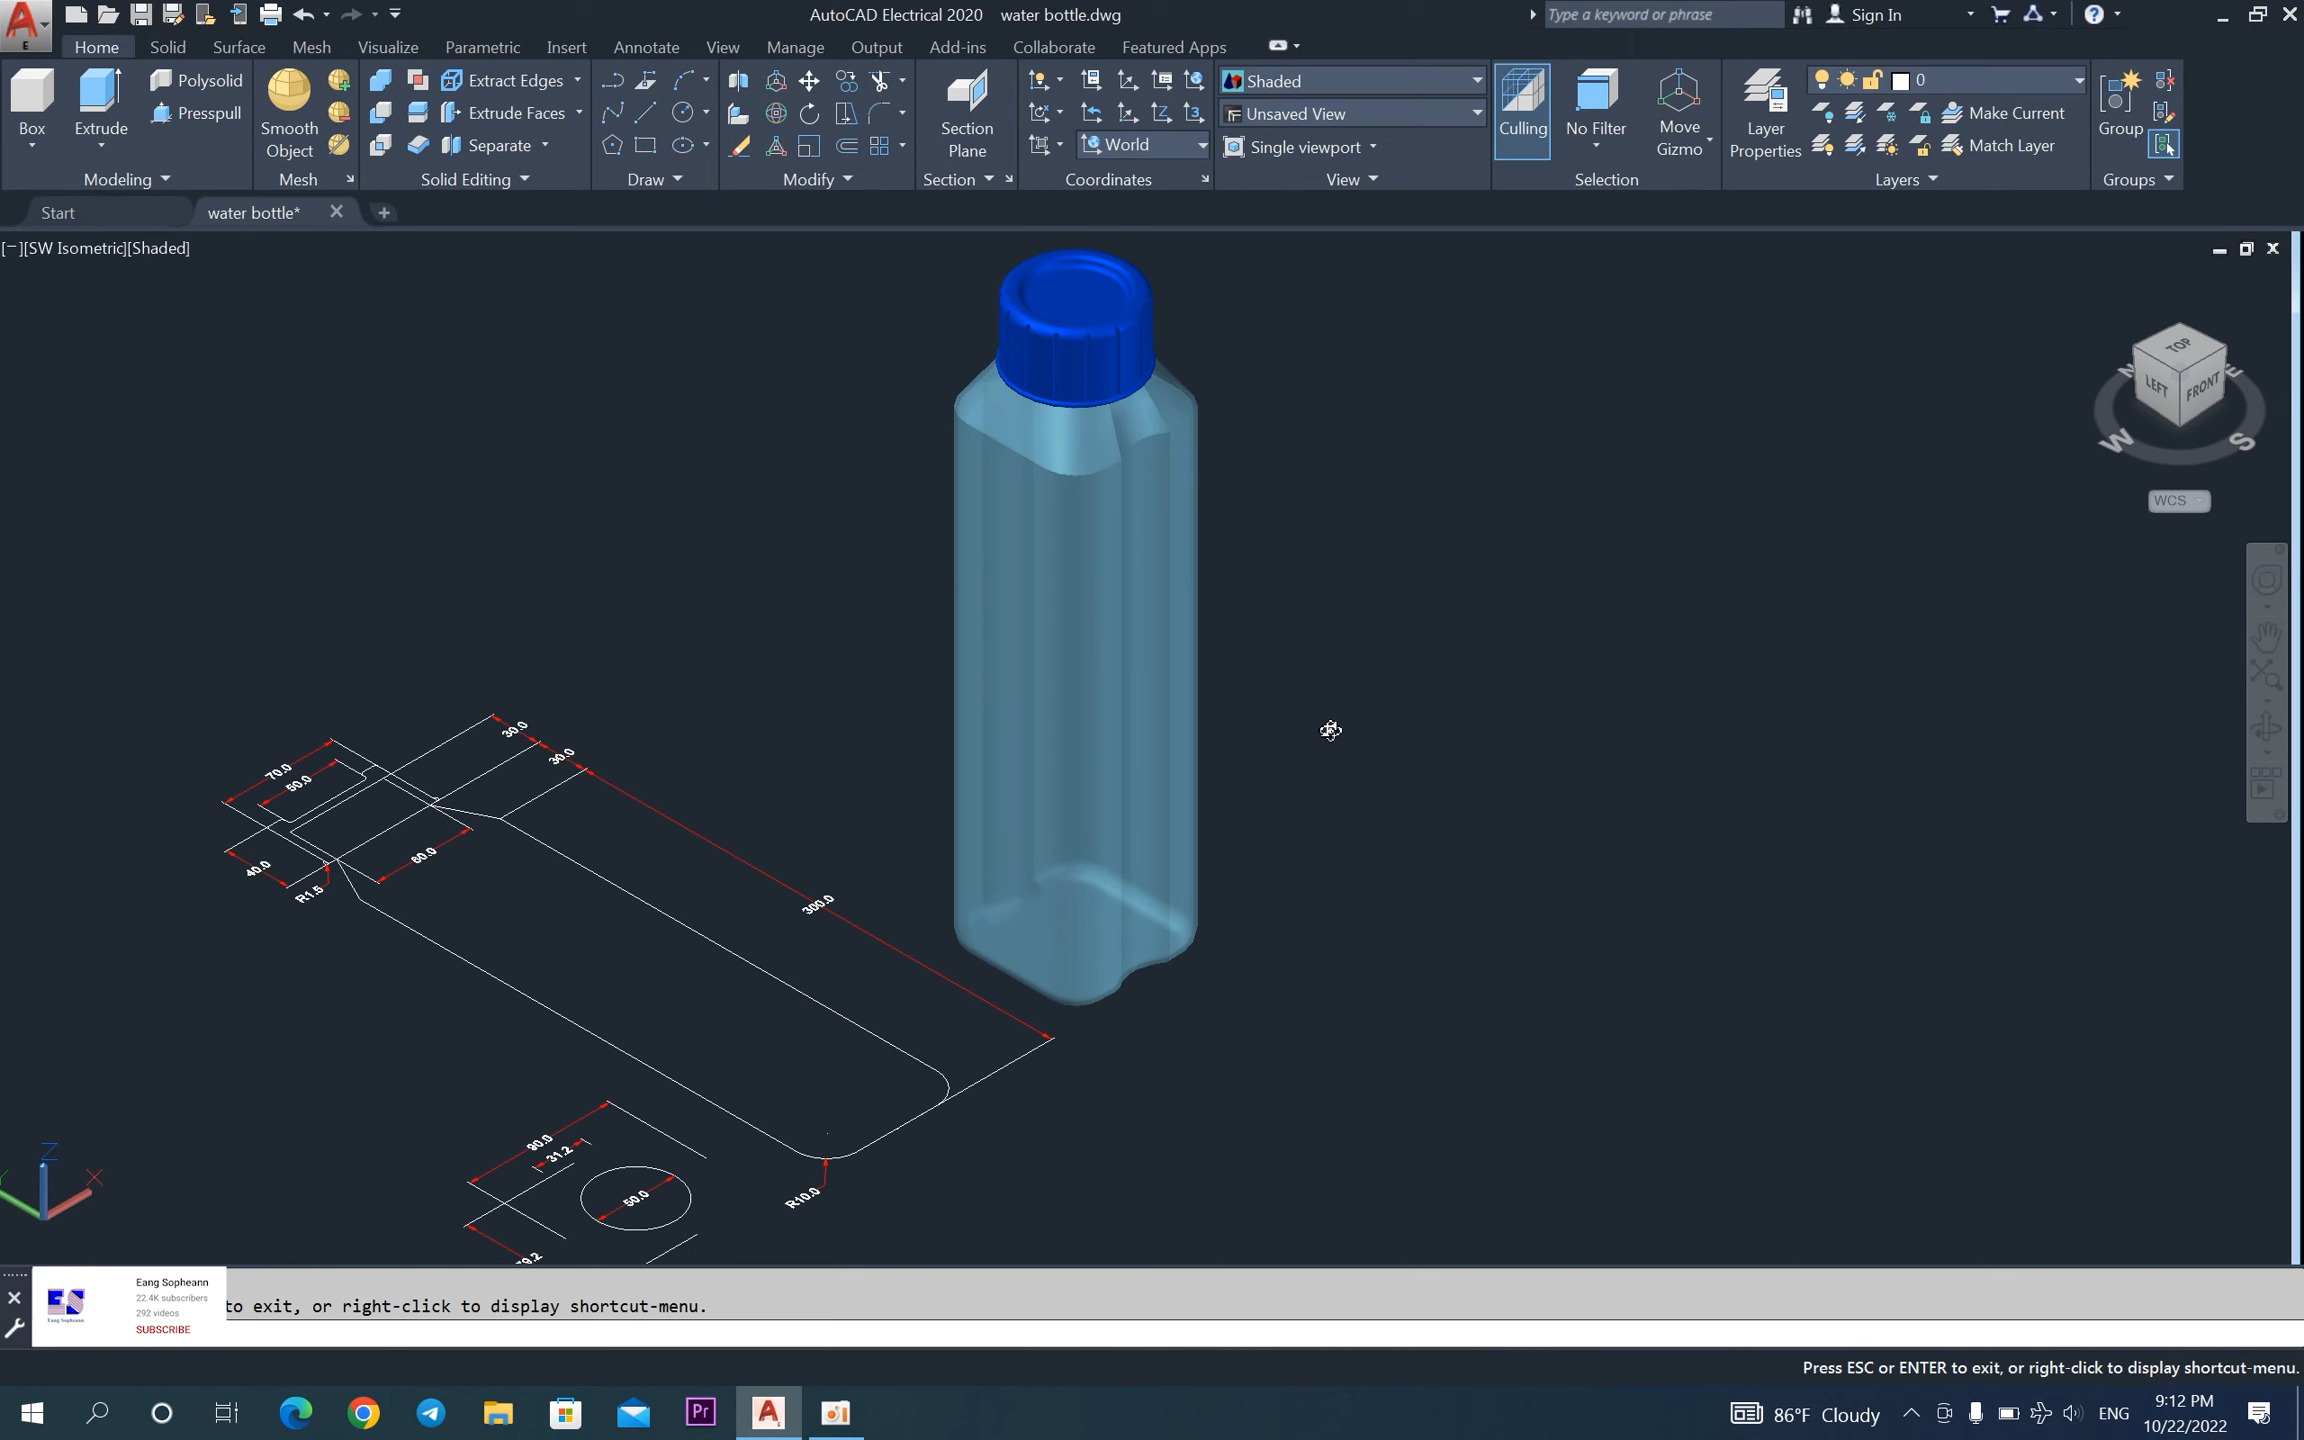 AutoCAD Electrical 2020 water bottle.dwg
Type a keyword or phrase
Sign In
Home Solid Surface Mesh Visualize Parametric Insert Annotate View Manage Output Add-ins Collaborate Featured Apps
Box
Extrude
Polysolid
Presspull
Modeling
Smooth Object
Mesh
Extract Edges
Extrude Faces
Separate
Solid Editing
Draw
Modify
Section Plane
Section
World
Coordinates
Shaded
Unsaved View
Single viewport
View
Culling
No Filter
Move Gizmo
Selection
Layer Properties
0
Make Current
Match Layer
Layers
Group
Groups
Start
water bottle*
[−][SW Isometric][Shaded]
TOP
LEFT
FRONT
N
E
W
S
WCS
30.0
30.0
70.0
50.0
40.0
R1.5
60.0
300.0
R10.0
90.0
31.2
50.0
Z
X
Eang Sopheann
22.4K subscribers
292 videos
SUBSCRIBE
ES
Eang Sopheann
to exit, or right-click to display shortcut-menu.
Press ESC or ENTER to exit, or right-click to display shortcut-menu.
Pr
86°F Cloudy
ENG
9:12 PM
10/22/2022